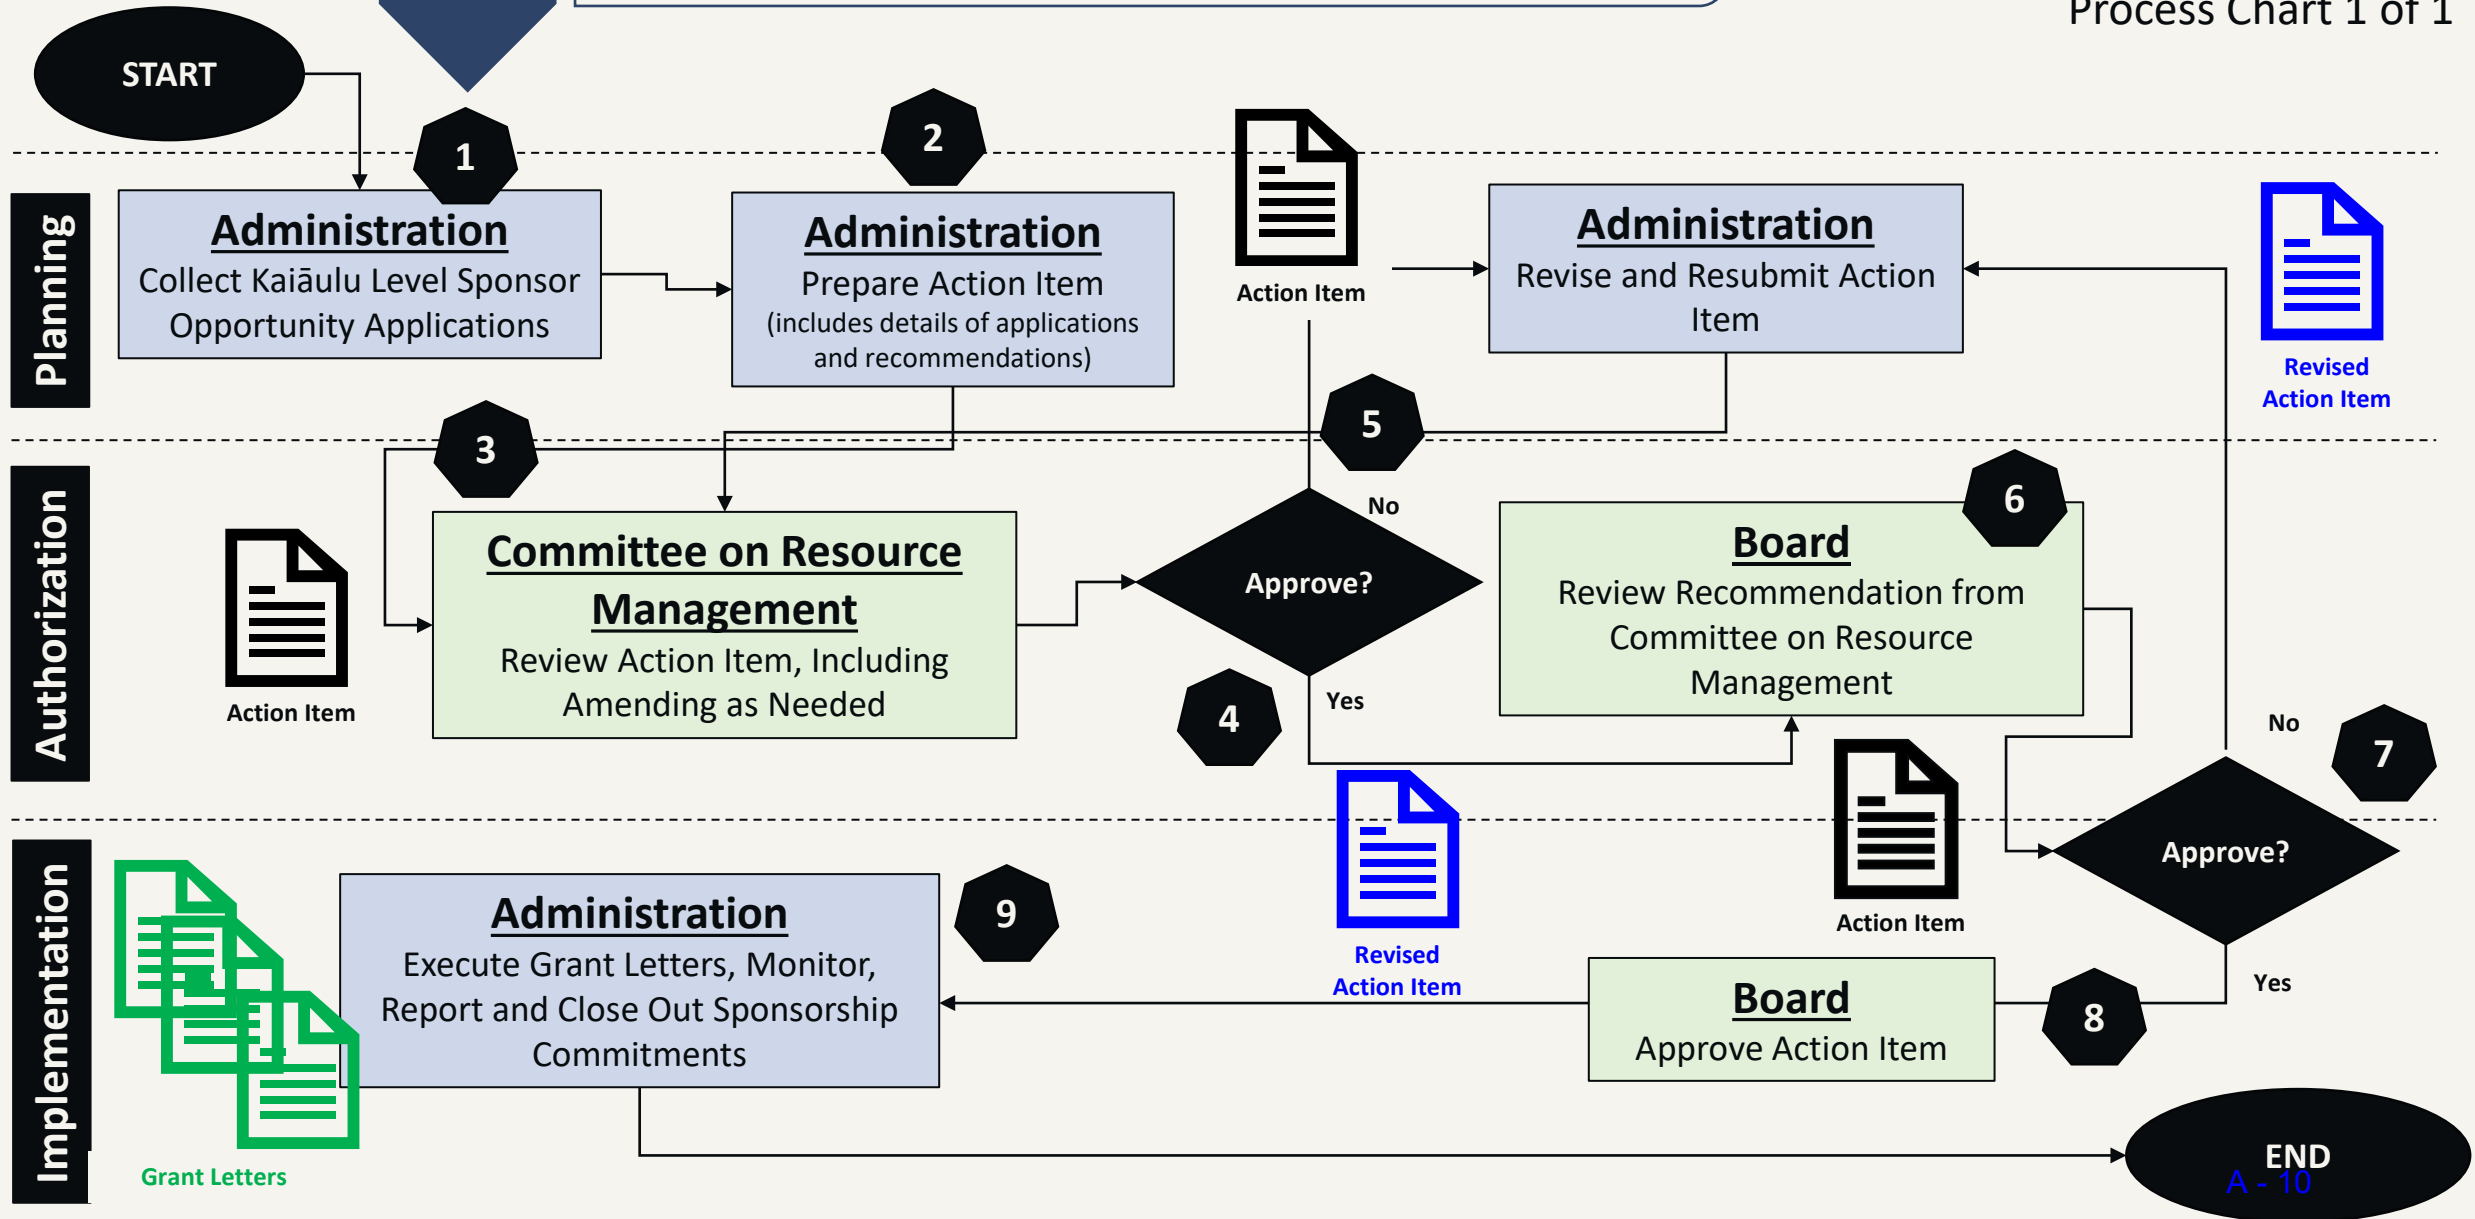 Process Chart 1 of 1
START
1
2
Planning
Administration
Collect Kaiāulu Level Sponsor
Opportunity Applications
Administration
Prepare Action Item
(includes details of applications
and recommendations)
Action Item
Administration
Revise and Resubmit Action
Item
Revised
Action Item
3
5
Authorization
Action Item
Committee on Resource
Management
Review Action Item, Including
Amending as Needed
Approve?
No
Yes
4
6
Board
Review Recommendation from
Committee on Resource
Management
No
7
Approve?
Yes
Action Item
Revised
Action Item
Implementation
Grant Letters
Administration
Execute Grant Letters, Monitor,
Report and Close Out Sponsorship
Commitments
9
Board
Approve Action Item
8
END
A - 10